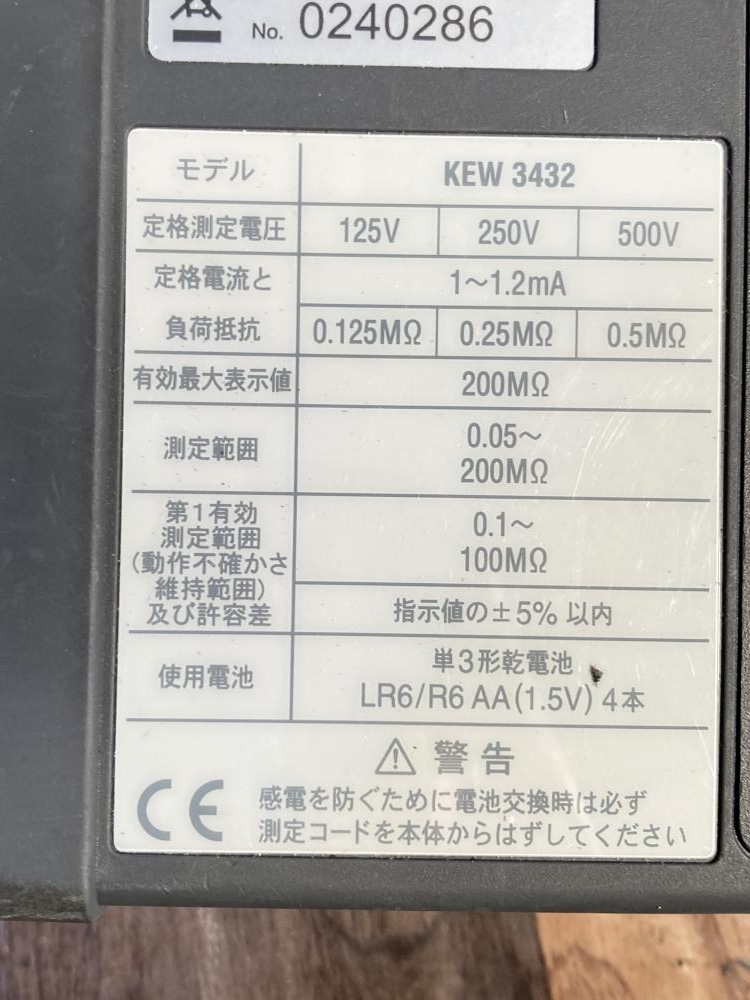 No. 0240286
モデル KEW 3432
定格測定電圧 125V 250V 500V
定格電流と 1〜1.2mA
負荷抵抗 0.125MΩ 0.25MΩ 0.5MΩ
有効最大表示値 200MΩ
測定範囲 0.05〜
200MΩ
第1有効
測定範囲
(動作不確かさ
維持範囲)
及び許容差
0.1〜
100MΩ
指示値の±5% 以内
使用電池 単3形乾電池
LR6/R6 AA(1.5V) 4本
⚠ 警告
CE 感電を防ぐために電池交換時は必ず
測定コードを本体からはずしてください